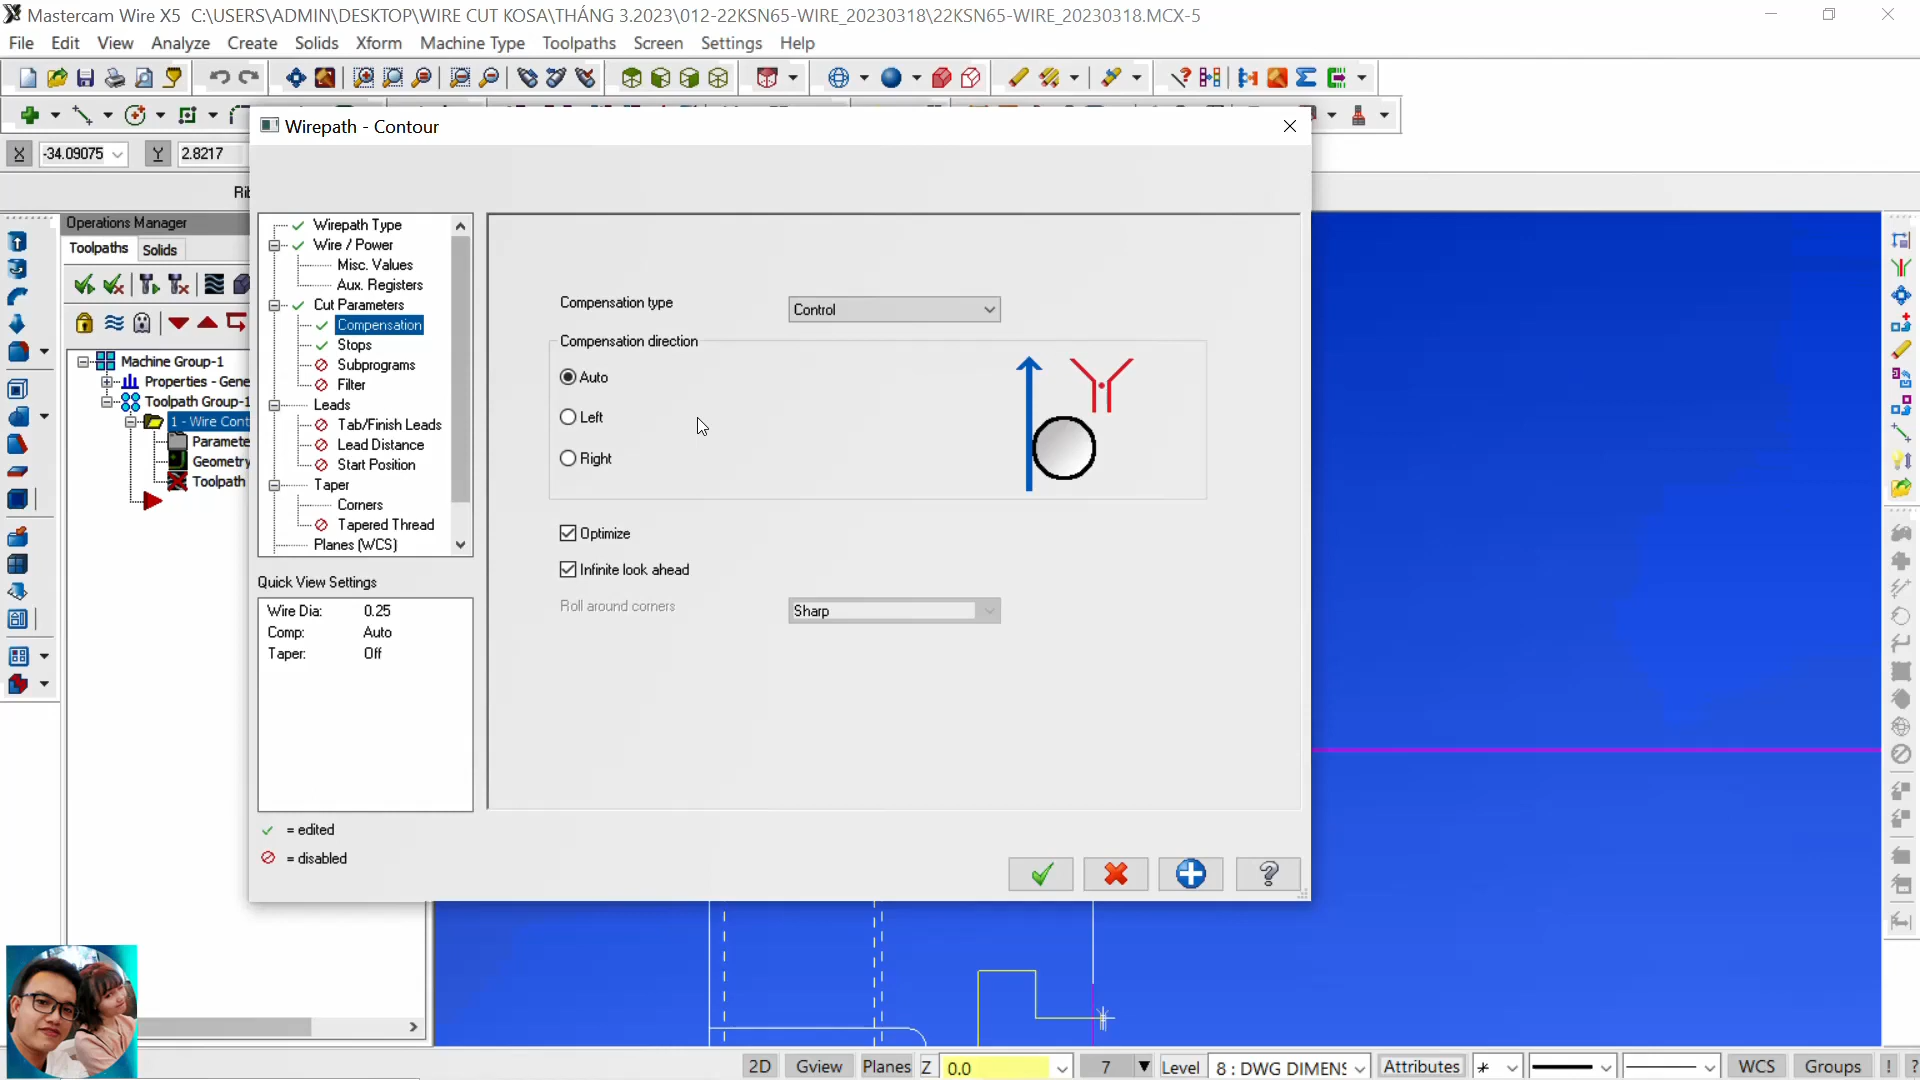 Mastercam Wire X5 C:\USERS\ADMIN\DESKTOP\WIRE CUT KOSA\THÁNG 3.2023\012-22KSN65-WIRE_20230318\22KSN65-WIRE_20230318.MCX-5
File Edit View Analyze Create Solids Xform Machine Type Toolpaths Screen Settings Help
X -34.09075 Y 2.8217
Wirepath - Contour
Operations Manager
Toolpaths Solids
Machine Group-1
Properties - Gene
Toolpath Group-1
1 - Wire Cont
Paramete
Geometry
Toolpath
Wirepath Type
Wire / Power
Misc. Values
Aux. Registers
Cut Parameters
Compensation
Stops
Subprograms
Filter
Leads
Tab/Finish Leads
Lead Distance
Start Position
Taper
Corners
Tapered Thread
Planes (WCS)
Quick View Settings
Wire Dia: 0.25
Comp: Auto
Taper: Off
= edited
= disabled
Compensation type Control
Compensation direction
Auto
Left
Right
Optimize
Infinite look ahead
Roll around corners Sharp
2D Gview Planes Z 0.0 7 Level 8 : DWG DIMENS Attributes WCS Groups ! ?